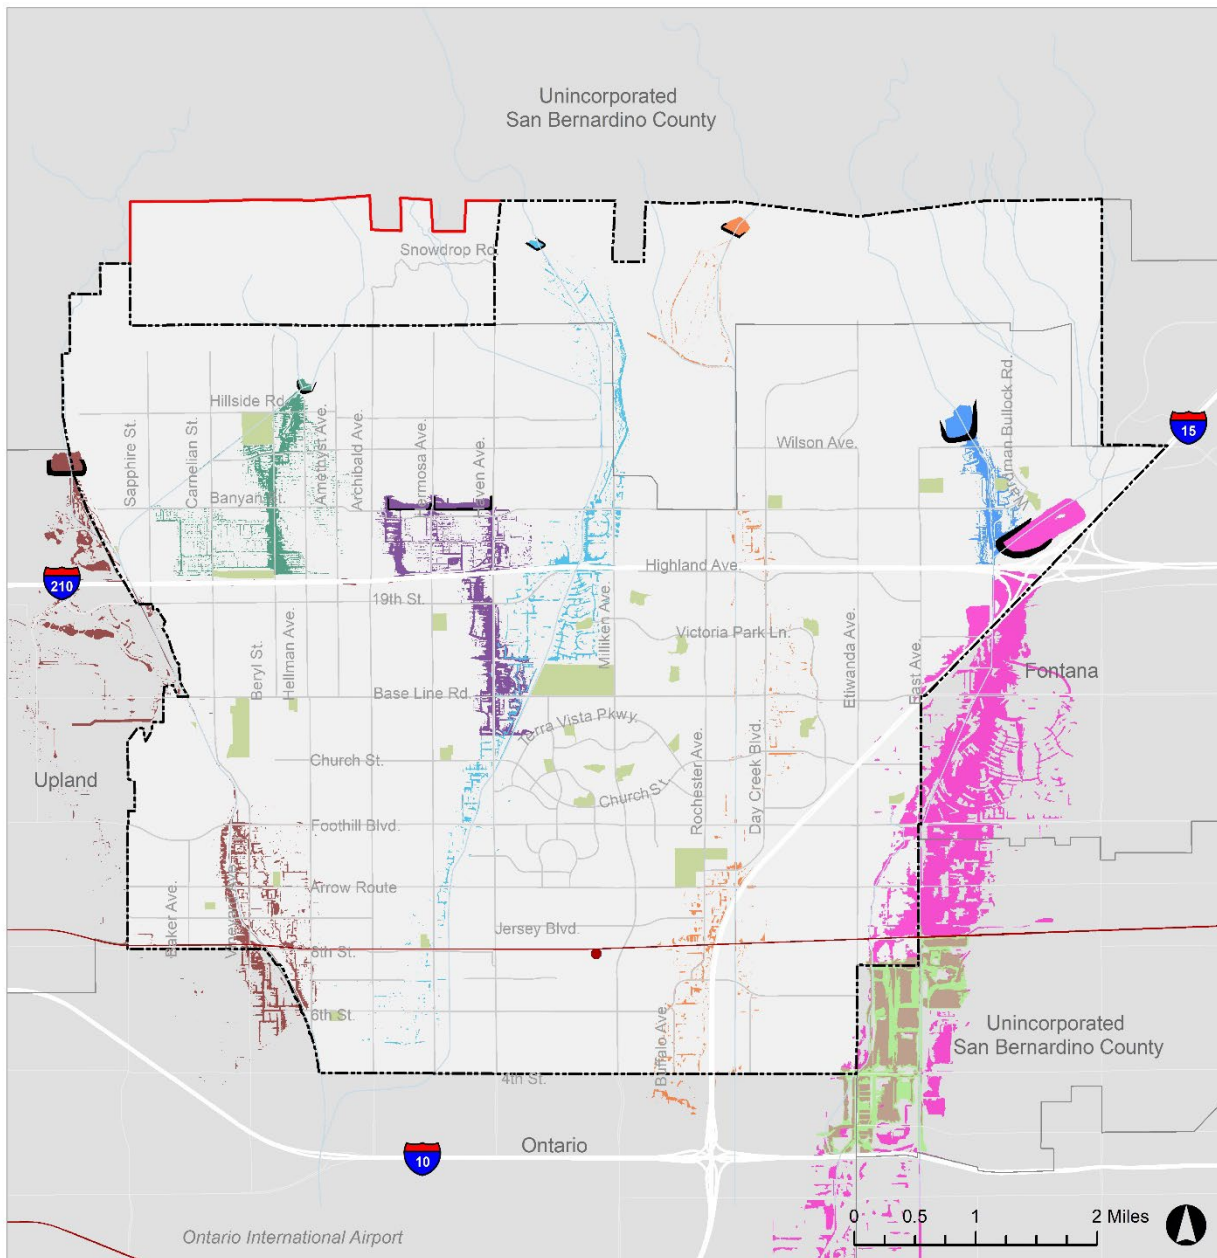 Unincorporated
San Bernardino County
Snowdrop Rd.
Hillside Rd.
Sapphire St.
Carnelian St.
Amethyst Ave.
Archibald Ave.
Hermosa Ave.
Haven Ave.
Wilson Ave.
Wardman Bullock Rd.
15
Banyan St.
210
Highland Ave.
19th St.
Beryl St.
Hellman Ave.
Milliken Ave.
Victoria Park Ln.
Etiwanda Ave.
East Ave.
Fontana
Base Line Rd.
Terra Vista Pkwy.
Upland
Church St.
Church St.
Rochester Ave.
Day Creek Blvd.
Foothill Blvd.
Arrow Route
Baker Ave.
Vineyard Ave.
Jersey Blvd.
8th St.
6th St.
Buffalo Ave.
Unincorporated
San Bernardino County
4th St.
Ontario
10
0 0.5 1 2 Miles
Ontario International Airport